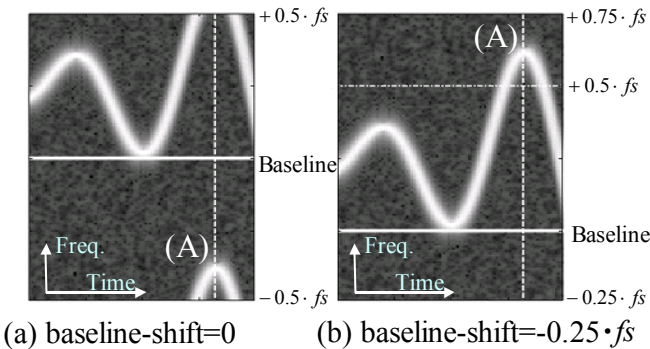 + 0.5· fs
(A)
Baseline
(A)
Freq.
Time
− 0.5· fs
(a) baseline-shift=0
+ 0.75· fs
(A)
+ 0.5· fs
Baseline
Freq.
Time
− 0.25· fs
(b) baseline-shift=-0.25·fs